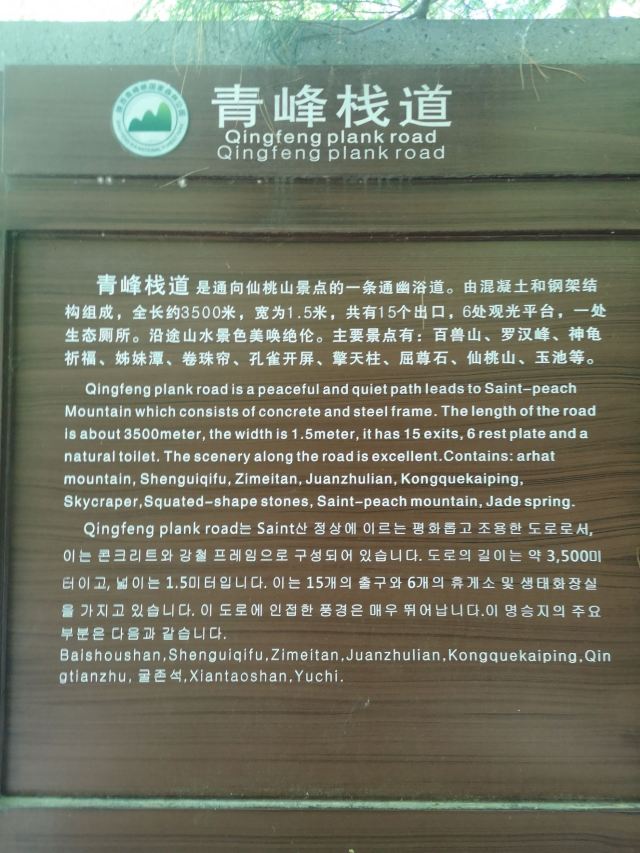 青峰栈道
Qingfeng plank road
Qingfeng plank road
青峰栈道 是通向仙桃山景点的一条通幽浴道。由混凝土和钢架结
构组成，全长约3500米，宽为1.5米，共有15个出口，6处观光平台，一处
生态厕所。沿途山水景色美唤绝伦。主要景点有：百兽山、罗汉峰、神龟
祈福、姊妹潭、卷珠帘、孔雀开屏、擎天柱、屈尊石、仙桃山、玉池等。
Qingfeng plank road is a peaceful and quiet path leads to Saint-peach
Mountain which consists of concrete and steel frame. The length of the road
is about 3500meter, the width is 1.5meter, it has 15 exits, 6 rest plate and a
natural toilet. The scenery along the road is excellent.Contains: arhat
mountain, Shenguiqifu, Zimeitan, Juanzhulian, Kongquekaiping,
Skycraper,Squated-shape stones, Saint-peach mountain, Jade spring.
Qingfeng plank road는 Saint산 정상에 이르는 평화롭고 조용한 도로로서,
이는 콘크리트와 강철 프레임으로 구성되어 있습니다. 도로의 길이는 약 3,500미
터이고, 넓이는 1.5미터입니다. 이는 15개의 출구와 6개의 휴게소 및 생태화장실
을 가지고 있습니다. 이 도로에 인접한 풍경은 매우 뛰어납니다.이 명승지의 주요
부분은 다음과 같습니다.
Baishoushan,Shenguiqifu,Zimeitan,Juanzhulian,Kongquekaiping,Qin
gtianzhu, 굴존석,Xiantaoshan,Yuchi.